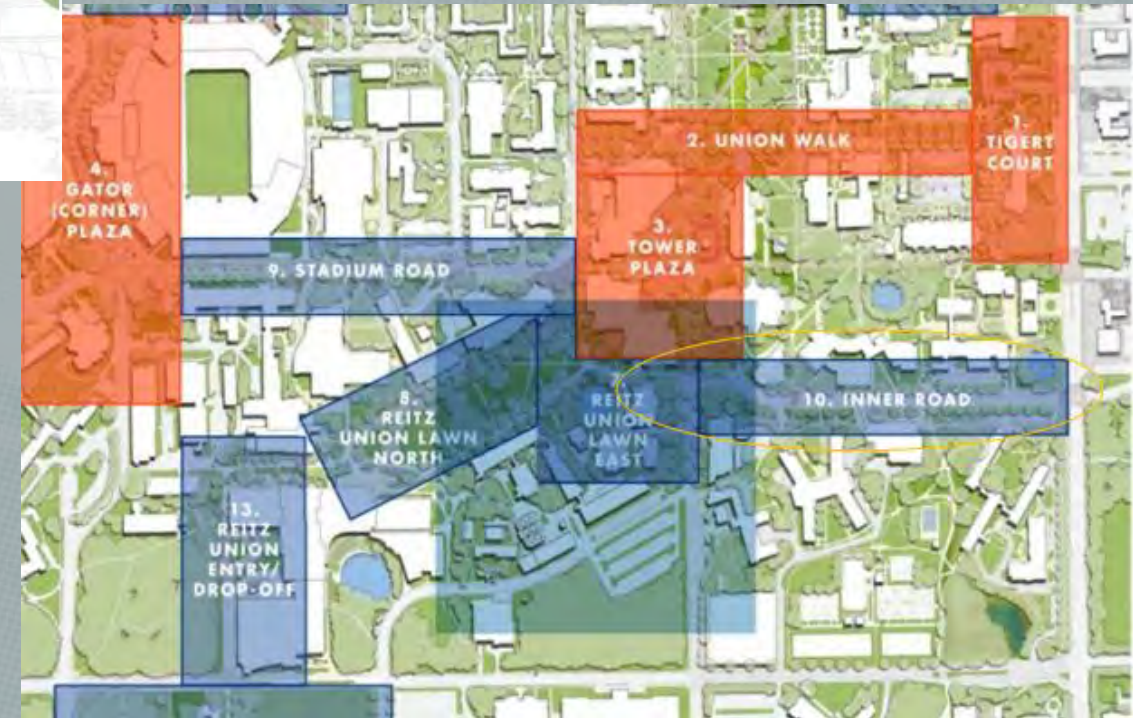 1.
TIGERT
COURT
2. UNION WALK
4.
GATOR
(CORNER)
PLAZA
3.
TOWER
PLAZA
9. STADIUM ROAD
8.
REITZ
UNION LAWN
NORTH
REITZ
UNION
LAWN
EAST
10. INNER ROAD
13.
REITZ
UNION
ENTRY/
DROP-OFF